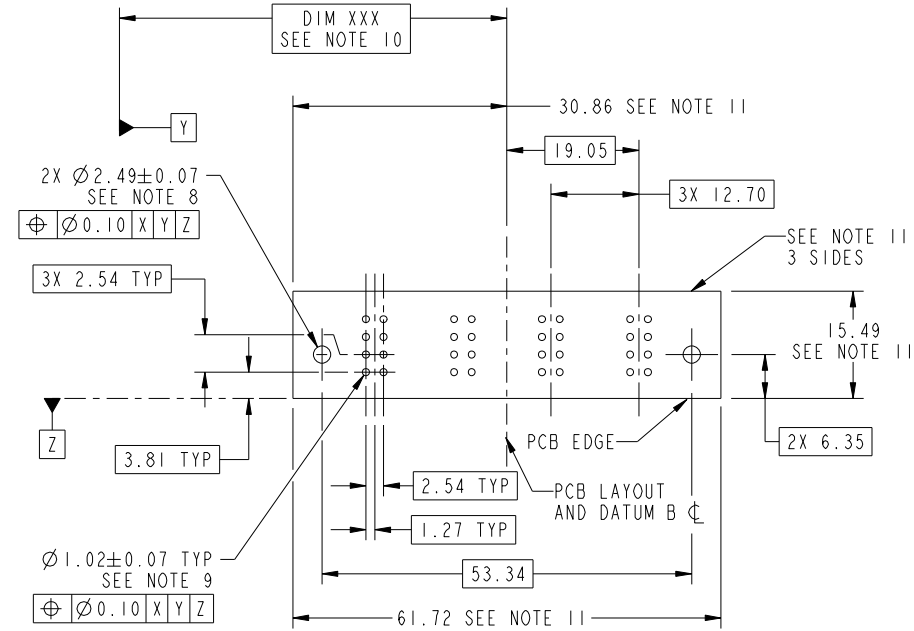 DIM XXX
SEE NOTE 10
30.86 SEE NOTE 11
Y
19.05
2X Ø2.49±0.07
SEE NOTE 8
⌖ Ø0.10 X Y Z
3X 12.70
SEE NOTE 11
3 SIDES
3X 2.54 TYP
15.49
SEE NOTE 11
Z
PCB EDGE
2X 6.35
3.81 TYP
2.54 TYP
PCB LAYOUT
AND DATUM B ℄
1.27 TYP
Ø1.02±0.07 TYP
SEE NOTE 9
⌖ Ø0.10 X Y Z
53.34
61.72 SEE NOTE 11